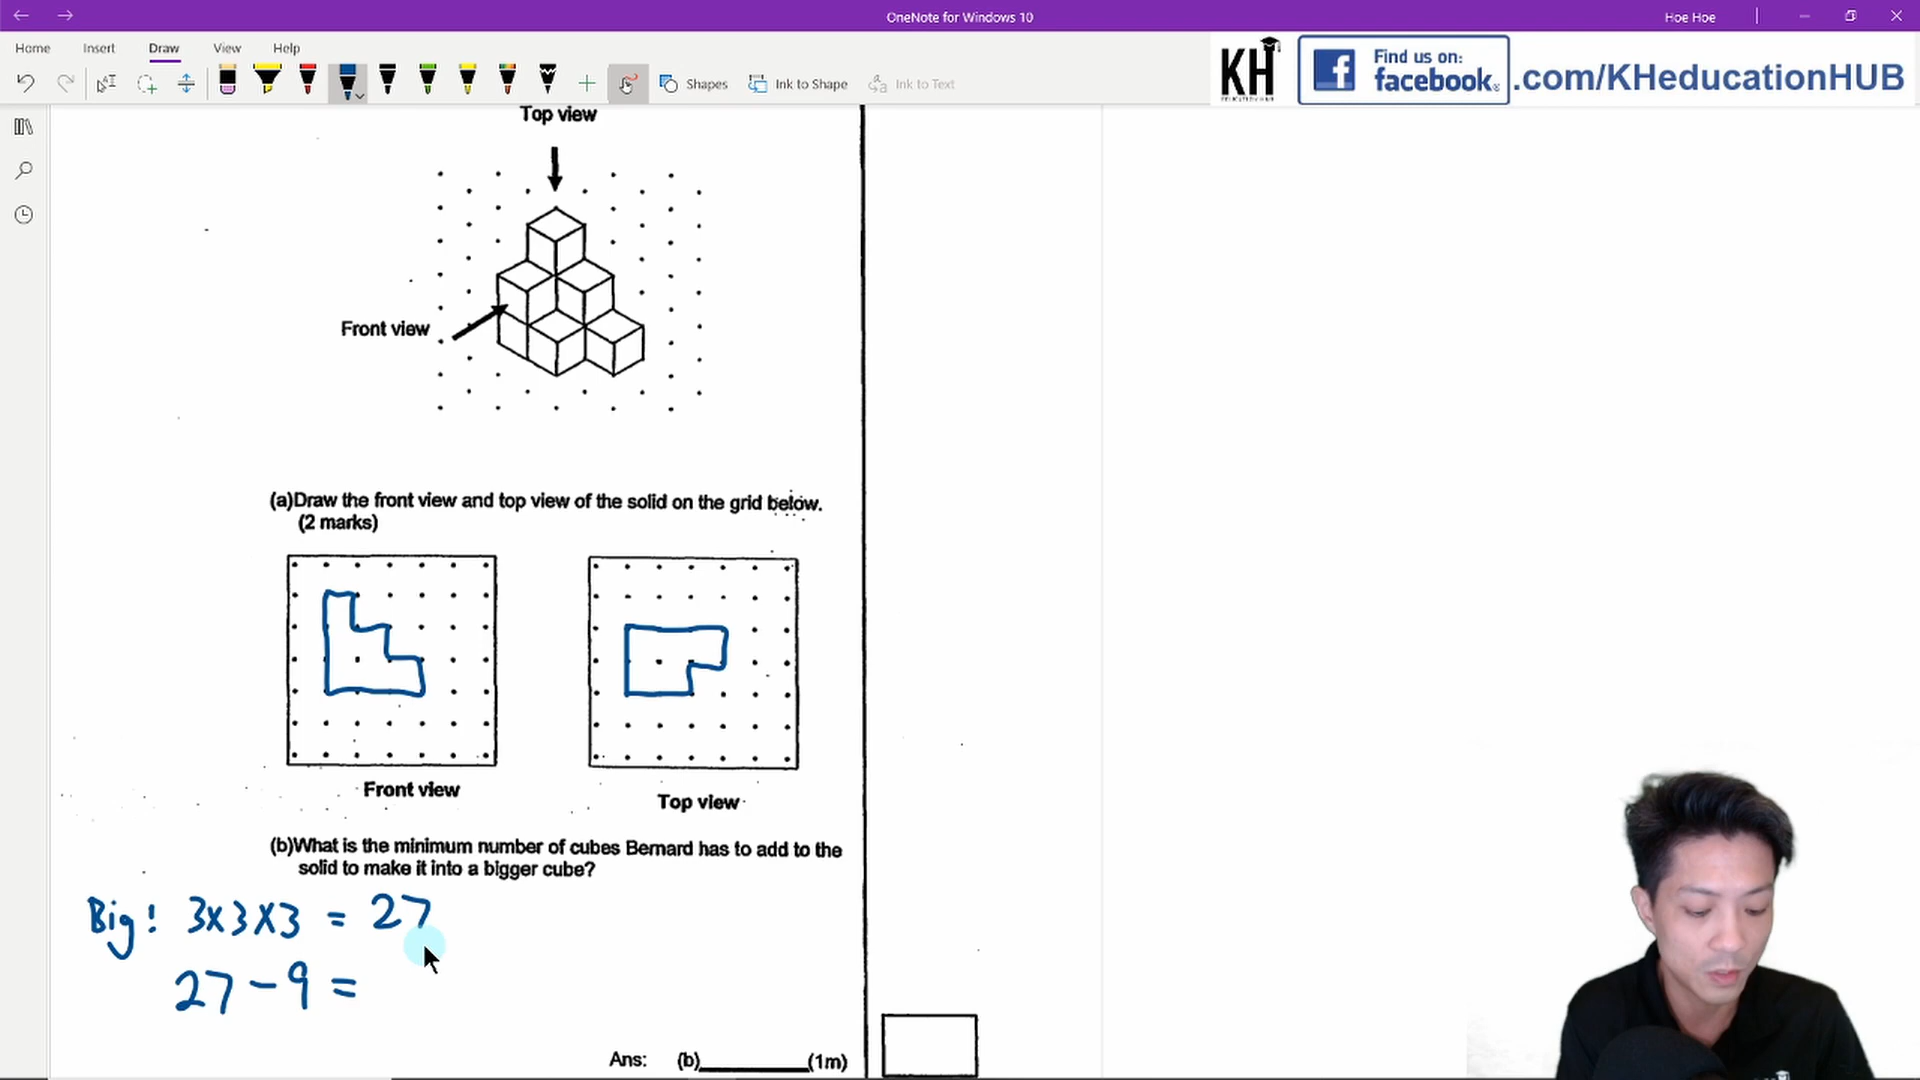 OneNote for Windows 10
Hoe Hoe
Home Insert Draw View Help
Shapes Ink to Shape Ink to Text
KH
EDUCATION HUB
Find us on:
facebook. .com/KHeducationHUB
Top view
Front view
(a)Draw the front view and top view of the solid on the grid below.
(2 marks)
Front view
Top view
(b)What is the minimum number of cubes Bernard has to add to the
solid to make it into a bigger cube?
Big! 3x3x3 = 27
27 - 9 =
Ans: (b)__________(1m)